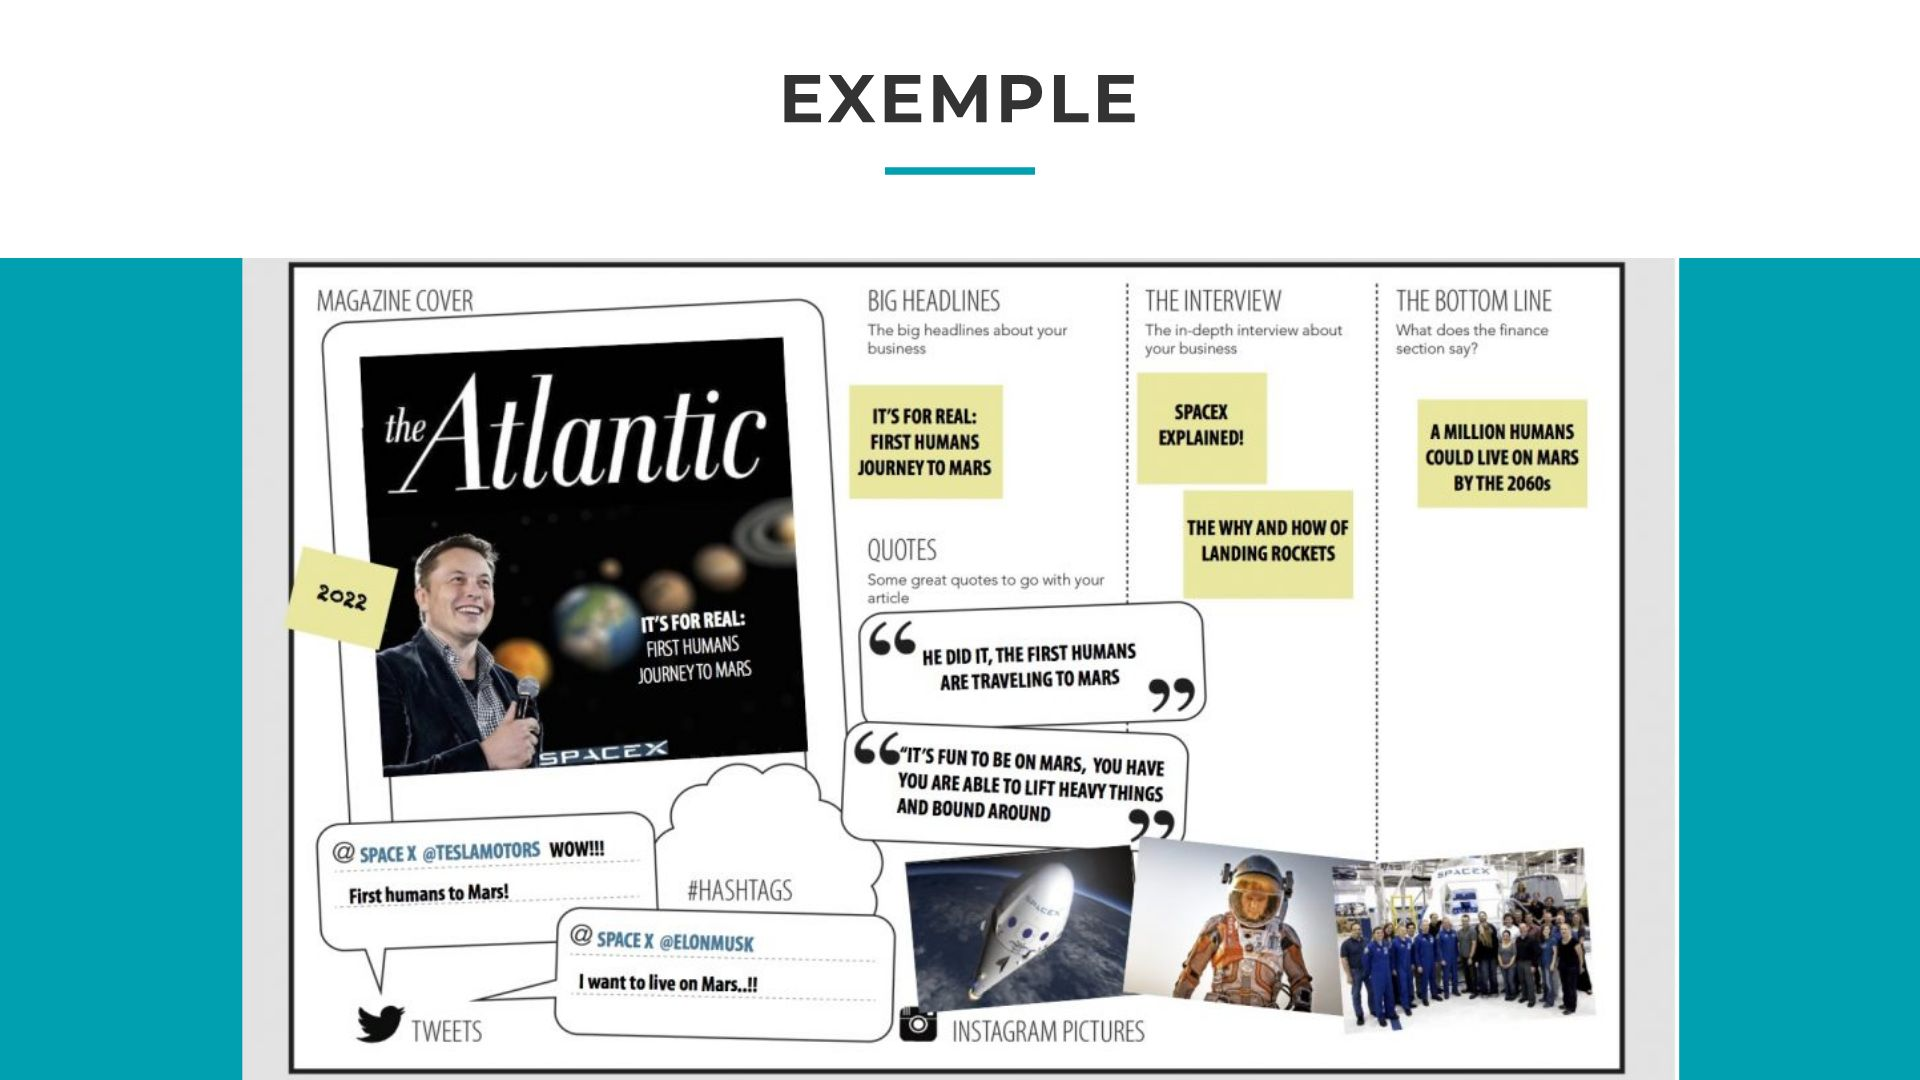 EXEMPLE
MAGAZINE COVER
the Atlantic
2022
IT'S FOR REAL:
FIRST HUMANS
JOURNEY TO MARS
SPACEX
BIG HEADLINES
The big headlines about your
business
IT'S FOR REAL:
FIRST HUMANS
JOURNEY TO MARS
THE INTERVIEW
The in-depth interview about
your business
SPACEX
EXPLAINED!
THE WHY AND HOW OF
LANDING ROCKETS
THE BOTTOM LINE
What does the finance
section say?
A MILLION HUMANS
COULD LIVE ON MARS
BY THE 2060s
QUOTES
Some great quotes to go with your
article
“ HE DID IT, THE FIRST HUMANS
ARE TRAVELING TO MARS ”
“ “IT'S FUN TO BE ON MARS, YOU HAVE
YOU ARE ABLE TO LIFT HEAVY THINGS
AND BOUND AROUND ”
@ SPACE X @TESLAMOTORS WOW!!!
First humans to Mars!
#HASHTAGS
@ SPACE X @ELONMUSK
I want to live on Mars..!!
TWEETS
SPACEX
SPACEX
INSTAGRAM PICTURES